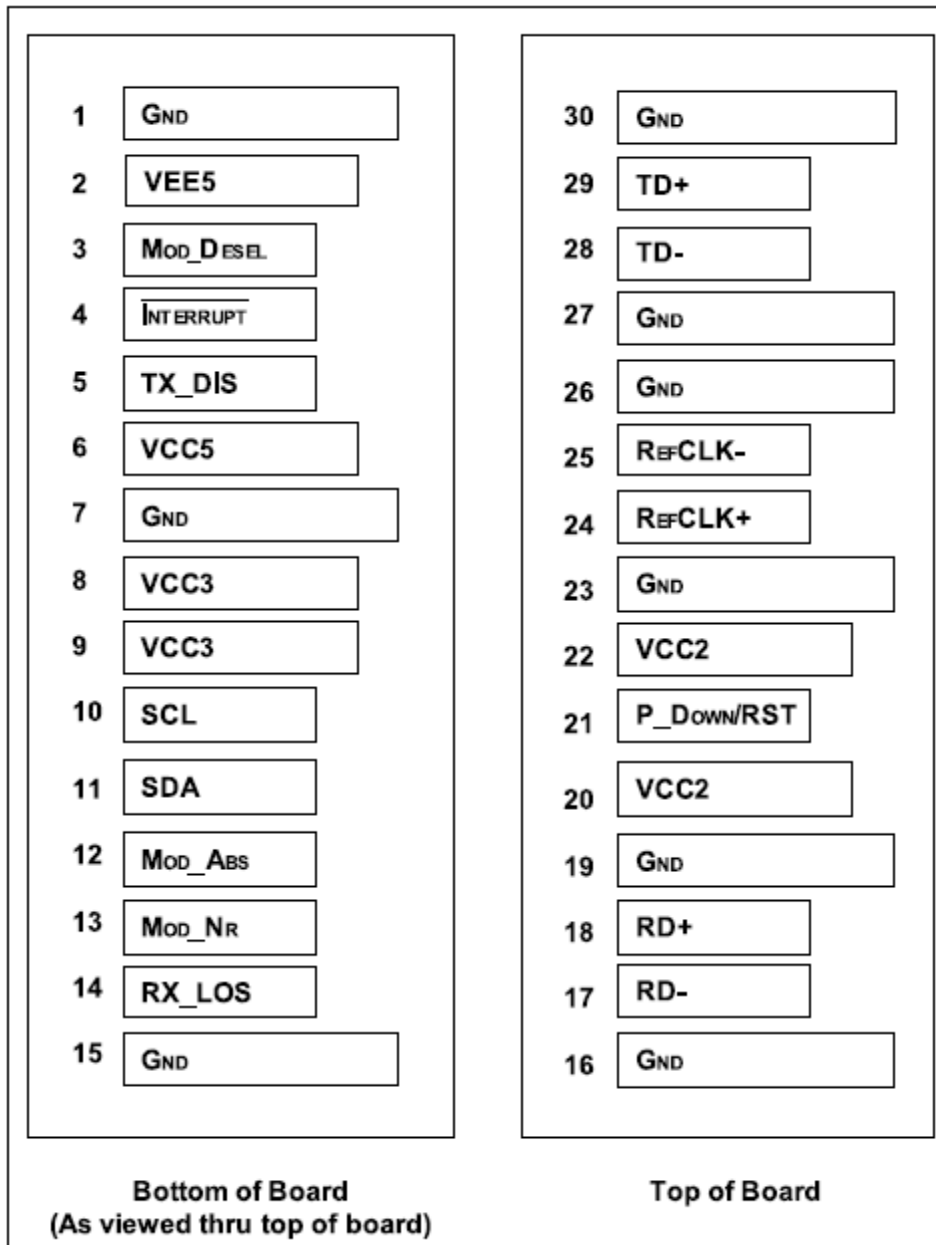 1 GND
2 VEE5
3 MOD_DESEL
4 INTERRUPT
5 TX_DIS
6 VCC5
7 GND
8 VCC3
9 VCC3
10 SCL
11 SDA
12 MOD_ABS
13 MOD_NR
14 RX_LOS
15 GND
Bottom of Board
(As viewed thru top of board)
30 GND
29 TD+
28 TD-
27 GND
26 GND
25 REFCLK-
24 REFCLK+
23 GND
22 VCC2
21 P_DOWN/RST
20 VCC2
19 GND
18 RD+
17 RD-
16 GND
Top of Board